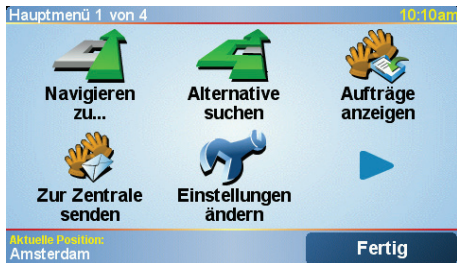 Hauptmenü 1 von 4
10:10am
Navigieren
zu...
Alternative
suchen
Aufträge
anzeigen
Zur Zentrale
senden
Einstellungen
ändern
Aktuelle Position:
Amsterdam
Fertig